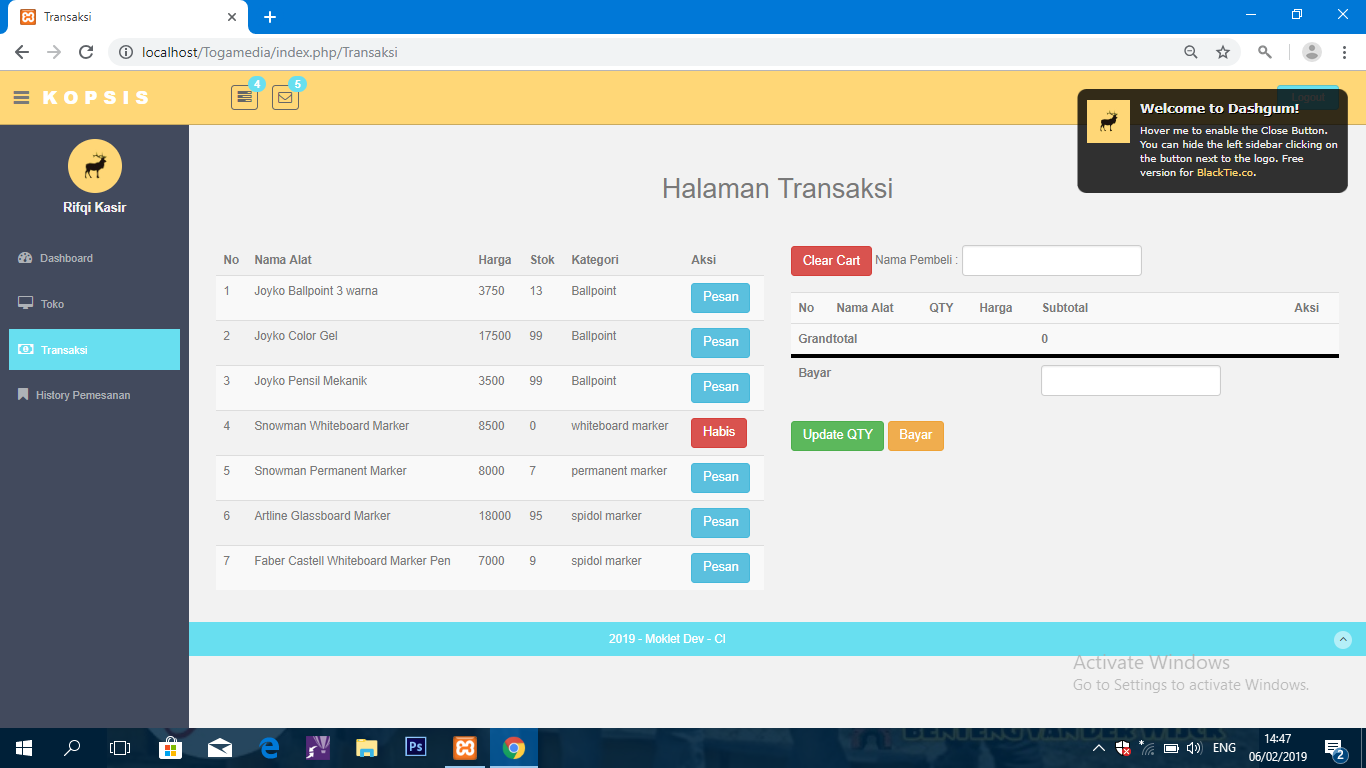 Transaksi
localhost/Togamedia/index.php/Transaksi
KOPSIS
4
5
Logout
Welcome to Dashgum!
Hover me to enable the Close Button.
You can hide the left sidebar clicking on
the button next to the logo. Free
version for BlackTie.co.
Rifqi Kasir
Dashboard
Toko
Transaksi
History Pemesanan
Halaman Transaksi
No Nama Alat Harga Stok Kategori Aksi
1 Joyko Ballpoint 3 warna 3750 13 Ballpoint Pesan
2 Joyko Color Gel 17500 99 Ballpoint Pesan
3 Joyko Pensil Mekanik 3500 99 Ballpoint Pesan
4 Snowman Whiteboard Marker 8500 0 whiteboard marker Habis
5 Snowman Permanent Marker 8000 7 permanent marker Pesan
6 Artline Glassboard Marker 18000 95 spidol marker Pesan
7 Faber Castell Whiteboard Marker Pen 7000 9 spidol marker Pesan
Clear Cart Nama Pembeli :
No Nama Alat QTY Harga Subtotal Aksi
Grandtotal 0
Bayar
Update QTY Bayar
2019 - Moklet Dev - CI
Activate Windows
Go to Settings to activate Windows.
Ps
ENG
14:47
06/02/2019
2